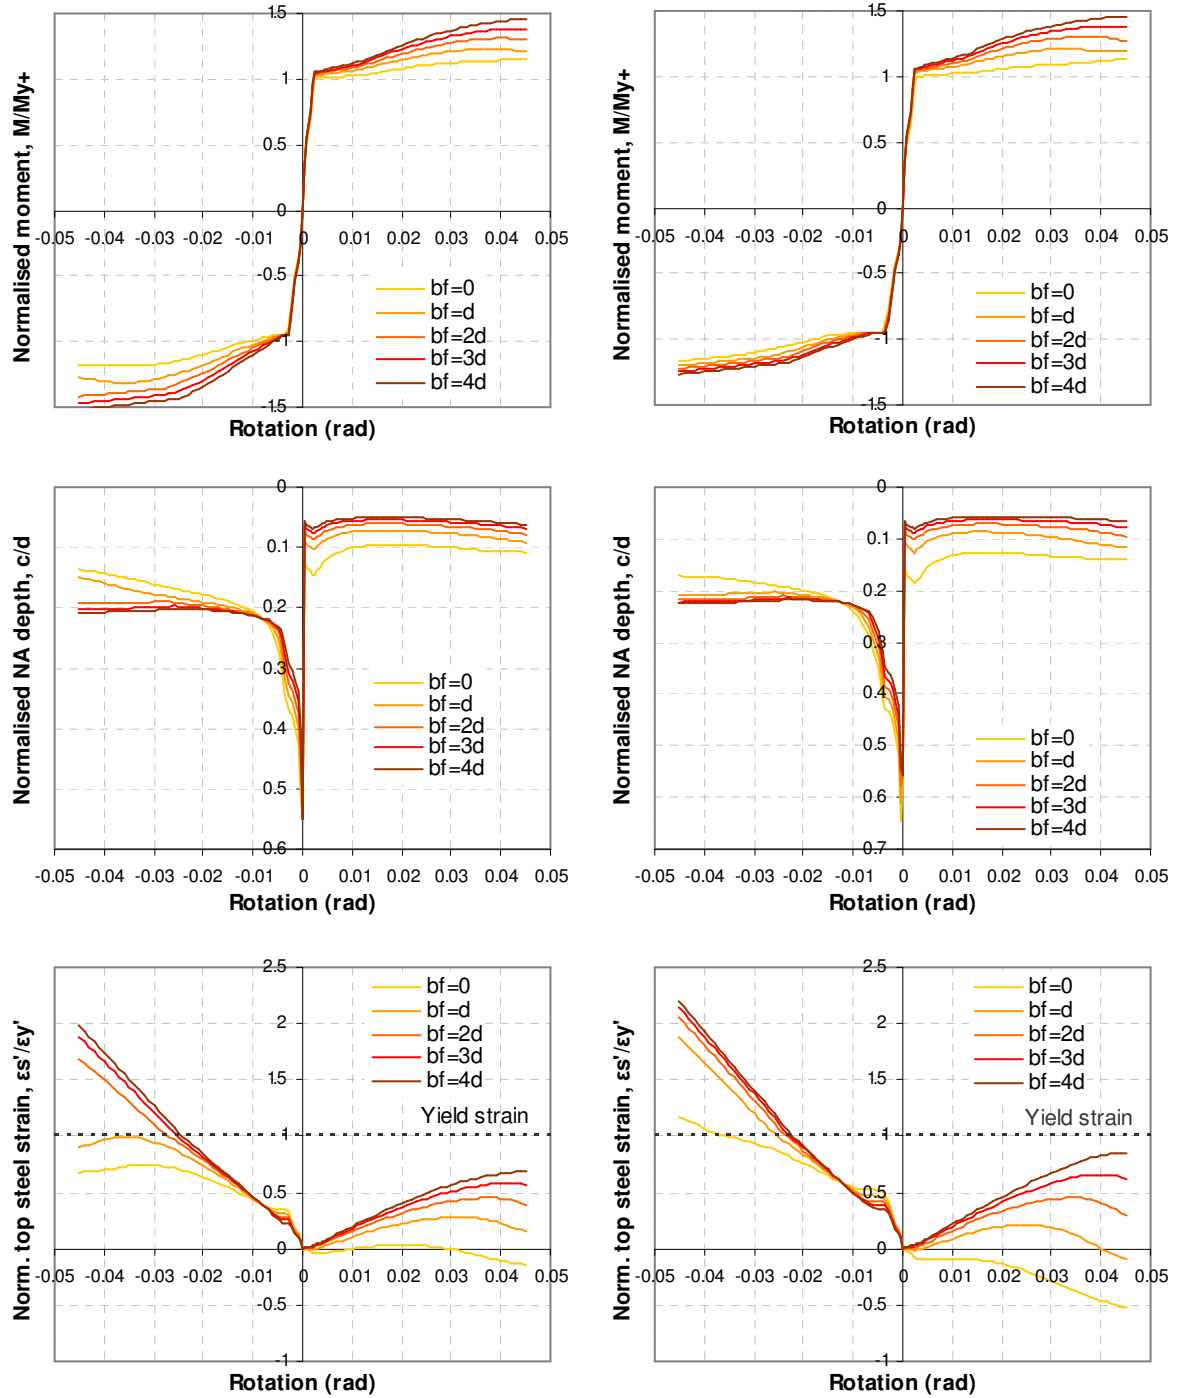 Normalised moment, M/My+
1.5
1
0.5
0
-0.5
-1
-1.5
-0.05 -0.04 -0.03 -0.02 -0.01 0 0.01 0.02 0.03 0.04 0.05
bf=0
bf=d
bf=2d
bf=3d
bf=4d
Rotation (rad)
Normalised moment, M/My+
1.5
1
0.5
0
-0.5
-1
-1.5
-0.05 -0.04 -0.03 -0.02 -0.01 0 0.01 0.02 0.03 0.04 0.05
bf=0
bf=d
bf=2d
bf=3d
bf=4d
Rotation (rad)
Normalised NA depth, c/d
0
0.1
0.2
0.3
0.4
0.5
0.6
bf=0
bf=d
bf=2d
bf=3d
bf=4d
-0.05 -0.04 -0.03 -0.02 -0.01 0 0.01 0.02 0.03 0.04 0.05
Rotation (rad)
Normalised NA depth, c/d
0
0.1
0.2
0.3
0.4
0.5
0.6
0.7
bf=0
bf=d
bf=2d
bf=3d
bf=4d
-0.05 -0.04 -0.03 -0.02 -0.01 0 0.01 0.02 0.03 0.04 0.05
Rotation (rad)
Norm. top steel strain, εs'/εy'
2.5
2
1.5
1
0.5
0
-0.5
-1
bf=0
bf=d
bf=2d
bf=3d
bf=4d
Yield strain
-0.05 -0.04 -0.03 -0.02 -0.01 0 0.01 0.02 0.03 0.04 0.05
Rotation (rad)
Norm. top steel strain, εs'/εy'
2.5
2
1.5
1
0.5
0
-0.5
-1
bf=0
bf=d
bf=2d
bf=3d
bf=4d
Yield strain
-0.05 -0.04 -0.03 -0.02 -0.01 0 0.01 0.02 0.03 0.04 0.05
Rotation (rad)